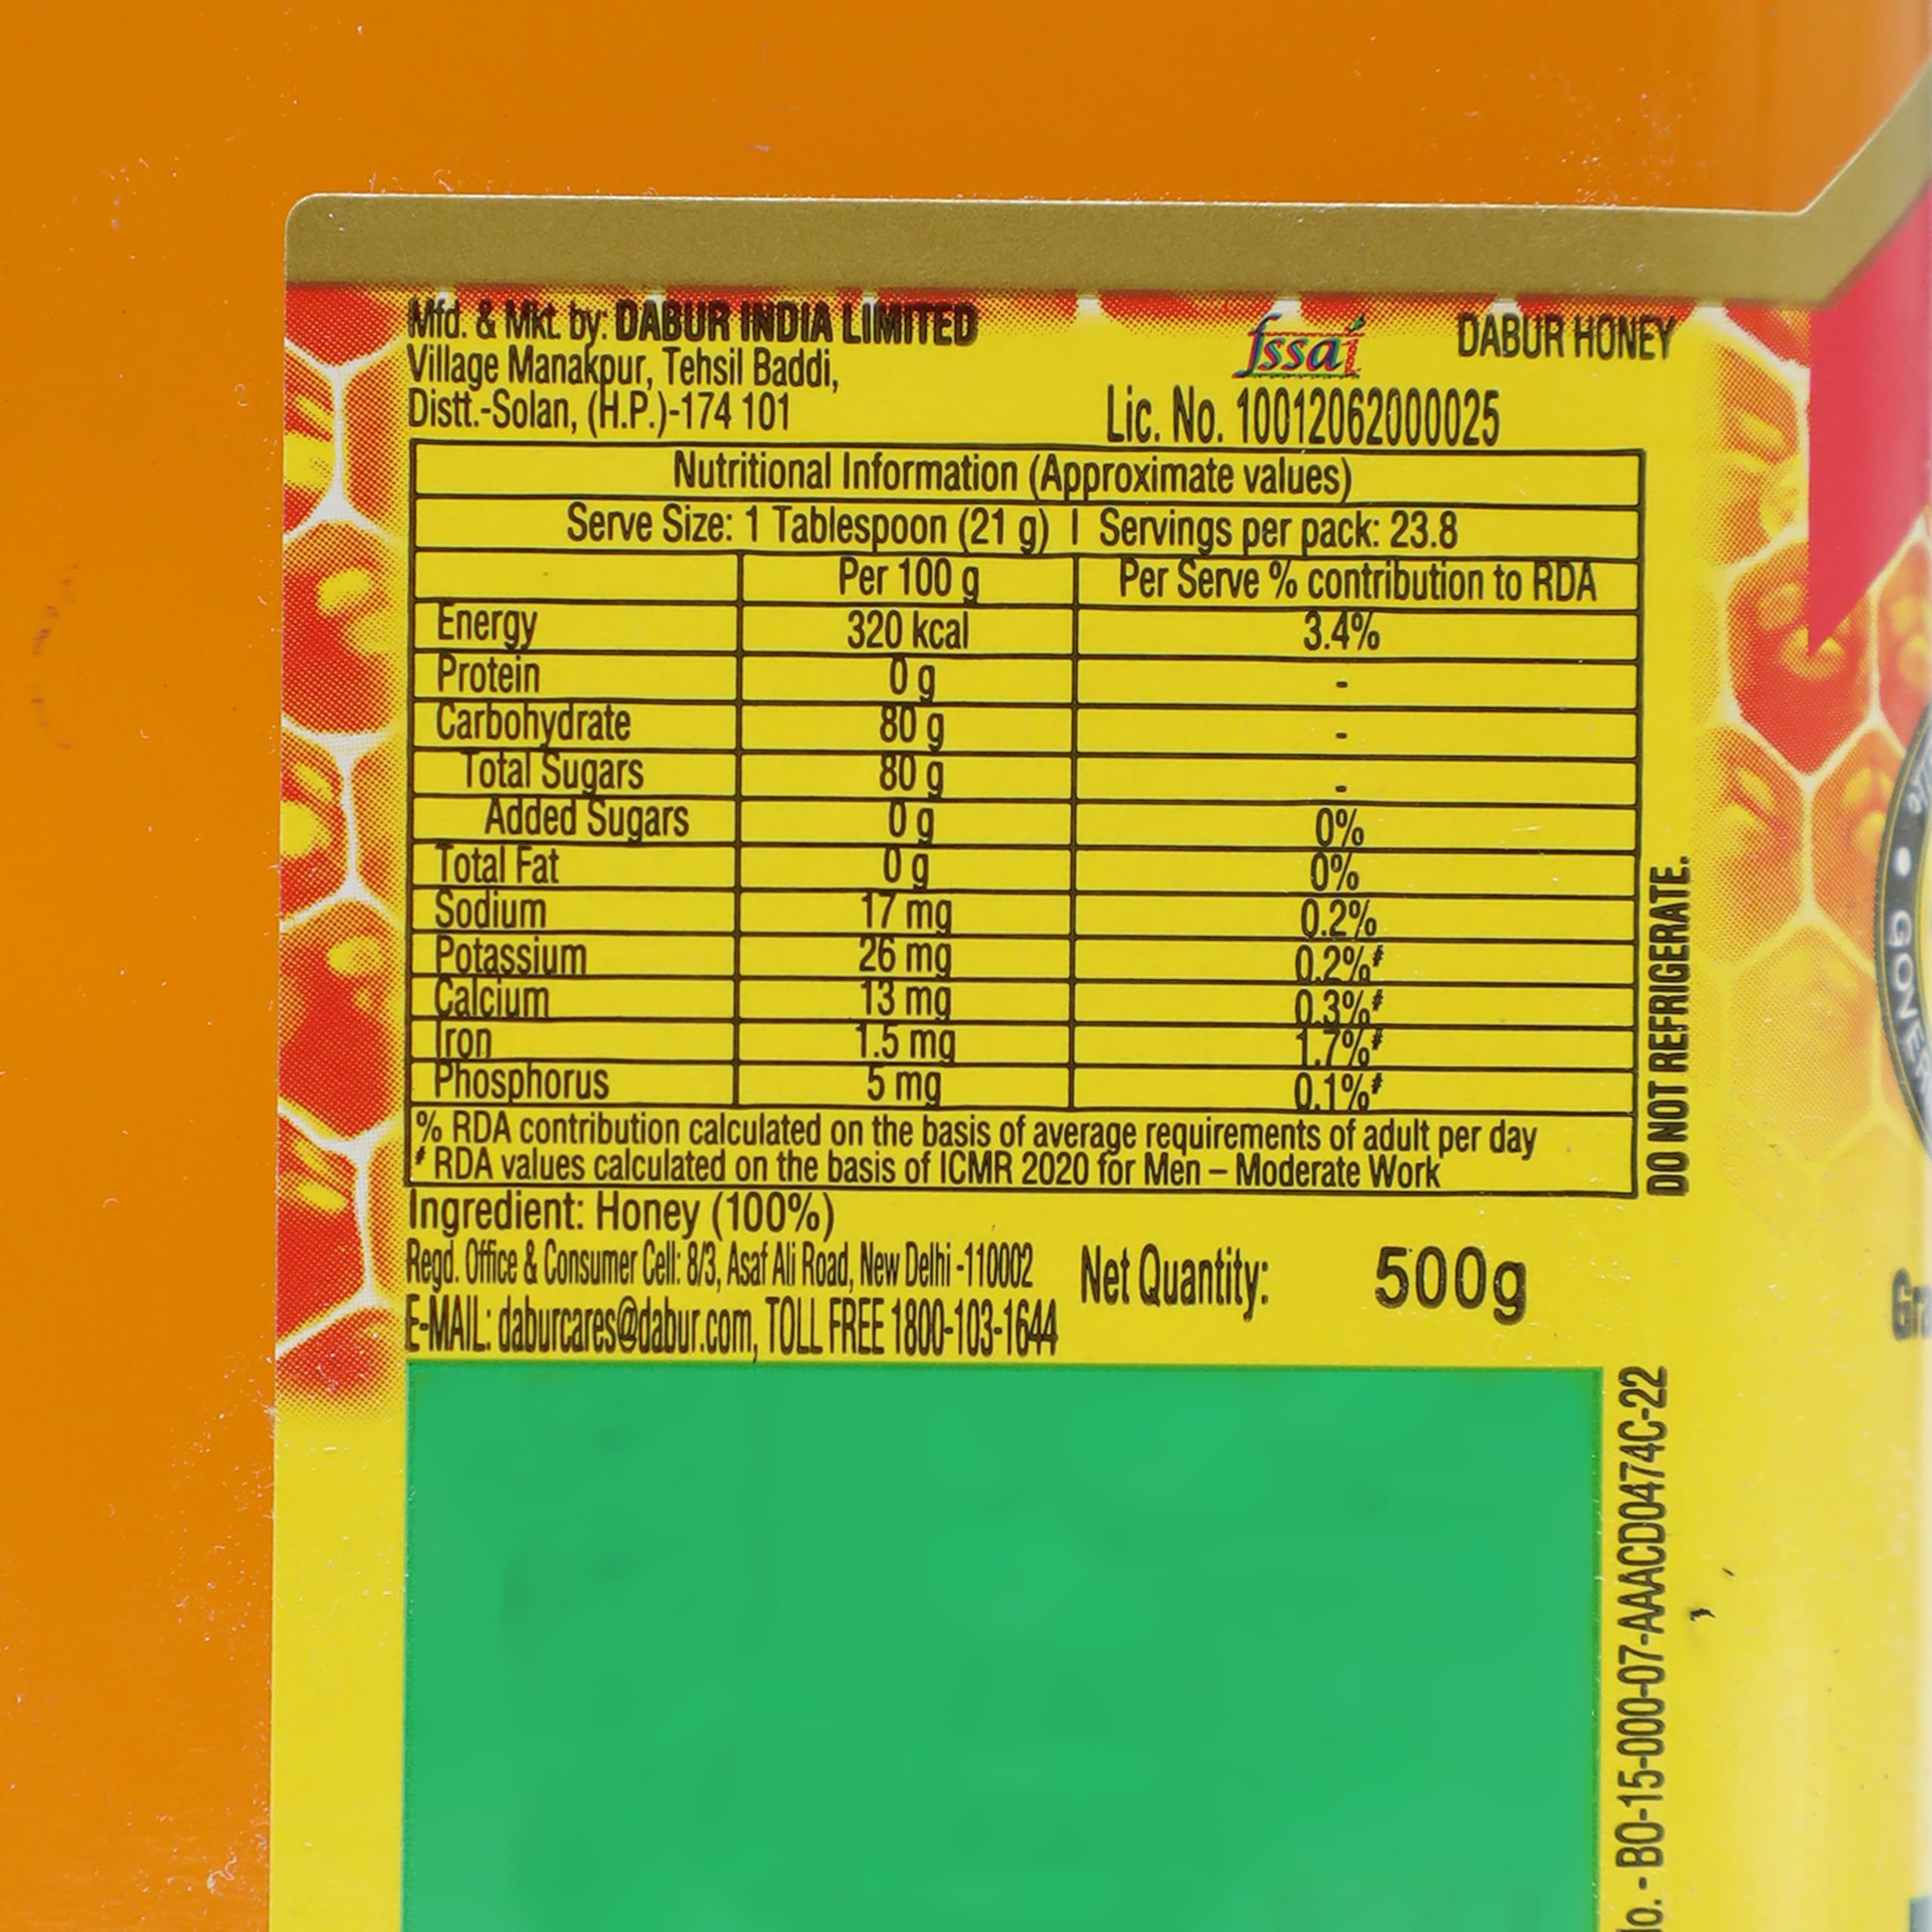 Mfd. & Mkt. by: DABUR INDIA LIMITED
Village Manakpur, Tehsil Baddi,
Distt.-Solan, (H.P.)-174 101
fssai
DABUR HONEY
Lic. No. 10012062000025
Nutritional Information (Approximate values)
Serve Size: 1 Tablespoon (21 g) | Servings per pack: 23.8
Per 100 g Per Serve % contribution to RDA
Energy 320 kcal 3.4%
Protein 0 g -
Carbohydrate 80 g -
Total Sugars 80 g -
Added Sugars 0 g 0%
Total Fat 0 g 0%
Sodium 17 mg 0.2%
Potassium 26 mg 0.2%#
Calcium 13 mg 0.3%#
Iron 1.5 mg 1.7%#
Phosphorus 5 mg 0.1%#
% RDA contribution calculated on the basis of average requirements of adult per day
# RDA values calculated on the basis of ICMR 2020 for Men – Moderate Work
DO NOT REFRIGERATE.
Ingredient: Honey (100%)
Regd. Office & Consumer Cell: 8/3, Asaf Ali Road, New Delhi -110002
E-MAIL: daburcares@dabur.com, TOLL FREE 1800-103-1644
Net Quantity: 500g
- BO-15-000-07-AAACD0474C-22